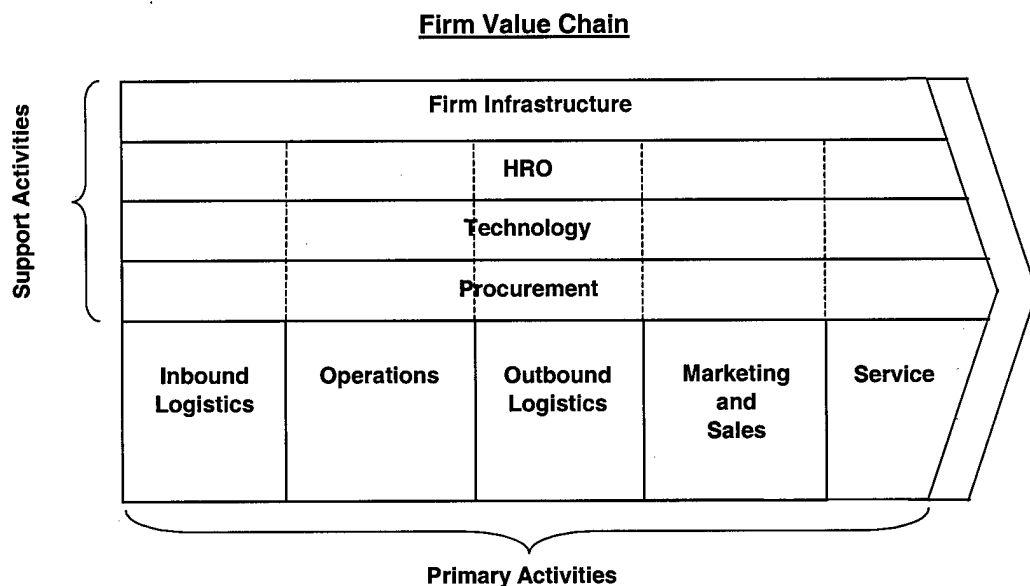 Firm Value Chain
Support Activities
Firm Infrastructure
HRO
Technology
Procurement
Inbound
Logistics
Operations
Outbound
Logistics
Marketing
and
Sales
Service
Primary Activities